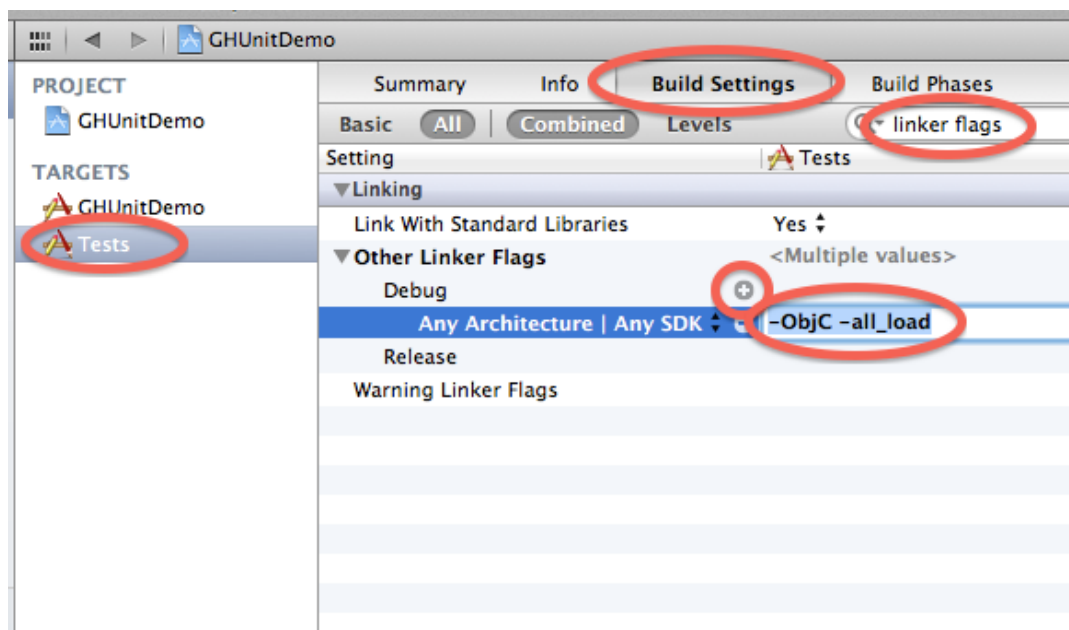 GHUnitDemo
PROJECT
GHUnitDemo
TARGETS
GHUnitDemo
Tests
Summary Info Build Settings Build Phases
Basic All Combined Levels linker flags
Setting Tests
Linking
Link With Standard Libraries Yes
Other Linker Flags <Multiple values>
Debug
Any Architecture | Any SDK -ObjC -all_load
Release
Warning Linker Flags